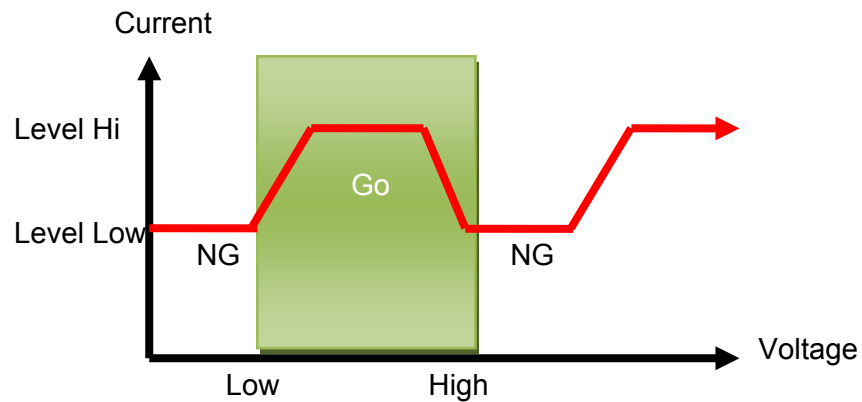 Current
Level Hi
Go
Level Low
NG
NG
Voltage
Low
High